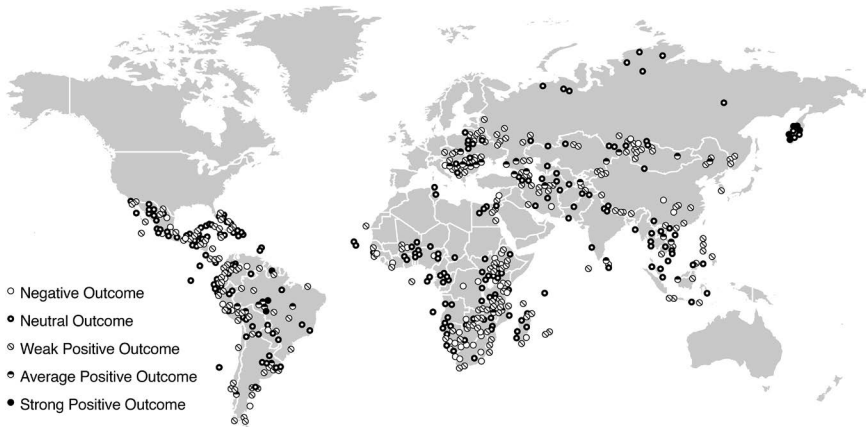 Negative Outcome
Neutral Outcome
Weak Positive Outcome
Average Positive Outcome
Strong Positive Outcome